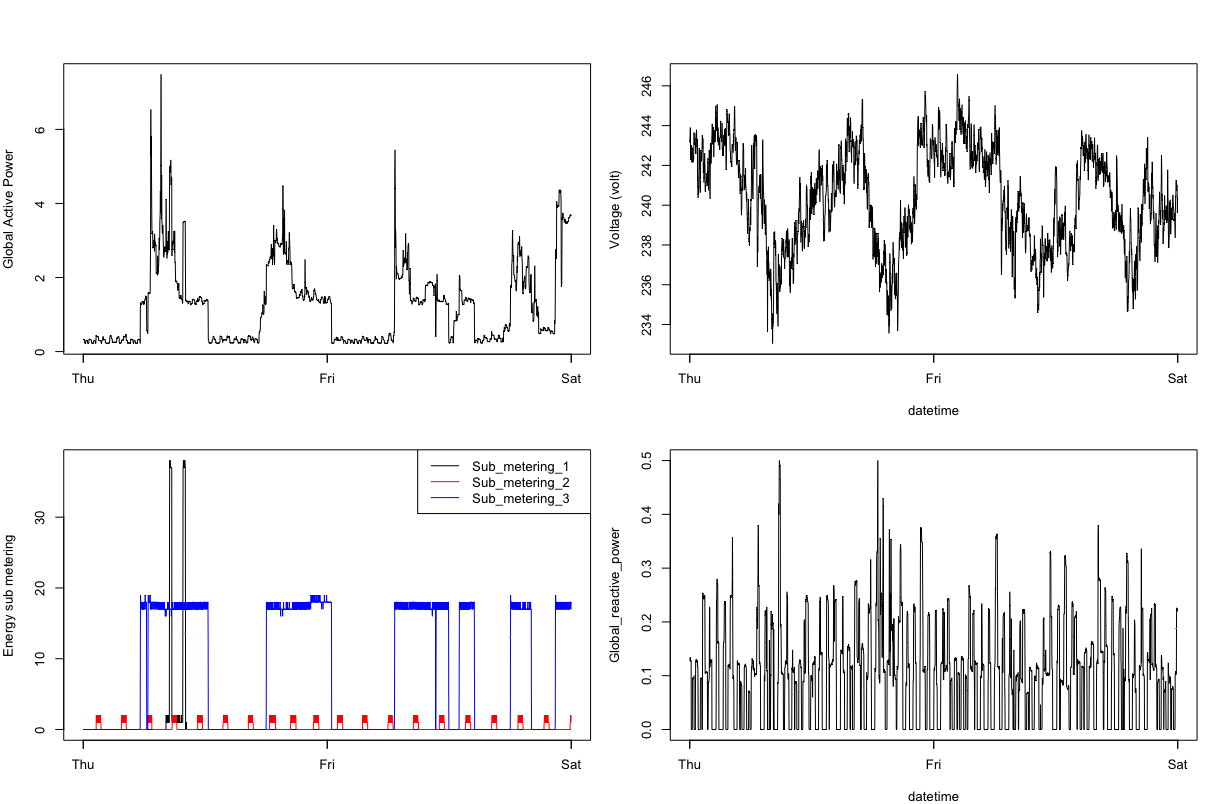 Global Active Power
6
4
2
0
Thu
Fri
Sat
Voltage (volt)
246
242
240
238
236
234
Thu
Fri
Sat
datetime
Energy sub metering
30
20
10
0
Sub_metering_1
Sub_metering_2
Sub_metering_3
Thu
Fri
Sat
Global_reactive_power
0.5
0.4
0.3
0.2
0.1
0.
Thu
Fri
Sat
datetime